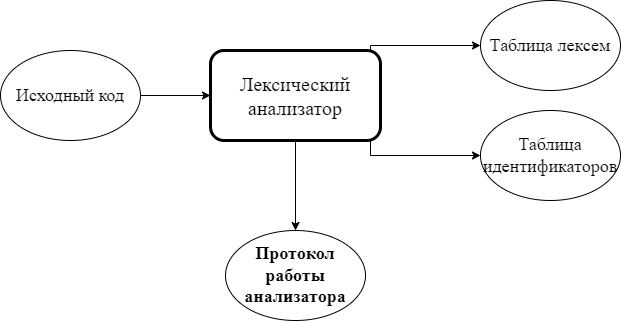 Исходный код
Лексический
анализатор
Таблица лексем
Таблица
идентификаторов
Протокол
работы
анализатора